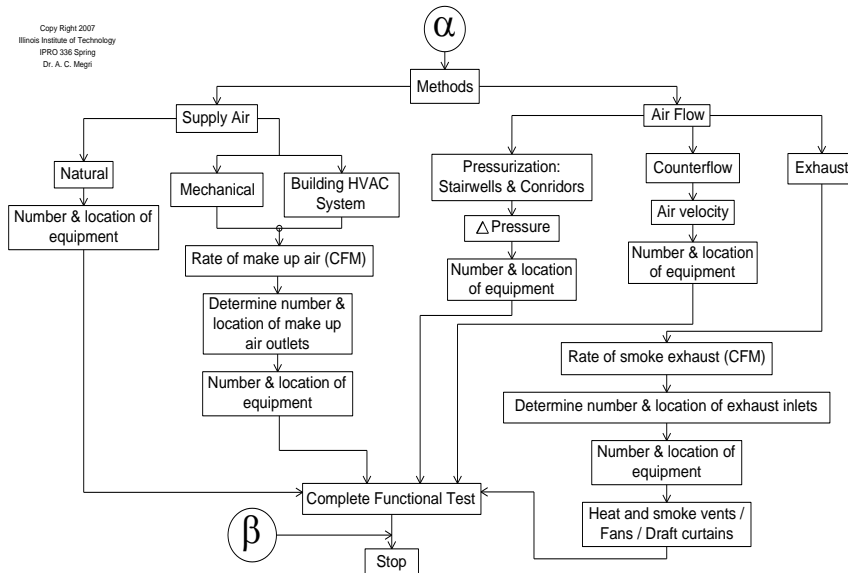 Copy Right 2007
Illinois Institute of Technology
IPRO 336 Spring
Dr. A. C. Megri
α
Methods
Supply Air
Air Flow
Natural
Mechanical
Building HVAC
System
Pressurization:
Stairwells & Conridors
Counterflow
Exhaust
Number & location of
equipment
Δ Pressure
Air velocity
Rate of make up air (CFM)
Number & location
of equipment
Number & location
of equipment
Determine number &
location of make up
air outlets
Rate of smoke exhaust (CFM)
Number & location of
equipment
Determine number & location of exhaust inlets
Number & location of
equipment
Complete Functional Test
Heat and smoke vents /
Fans / Draft curtains
β
Stop